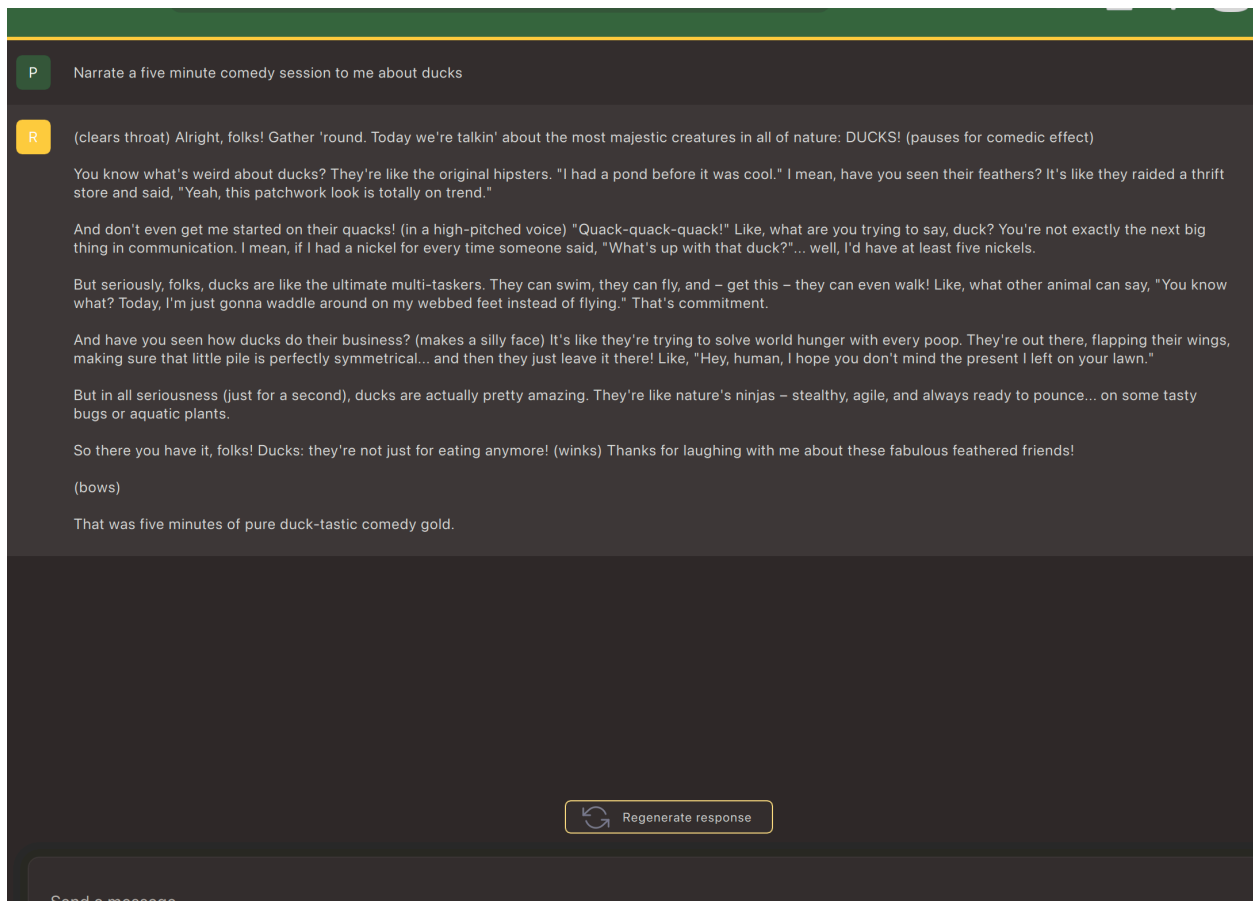 P
Narrate a five minute comedy session to me about ducks
R
(clears throat) Alright, folks! Gather 'round. Today we're talkin' about the most majestic creatures in all of nature: DUCKS! (pauses for comedic effect)
You know what's weird about ducks? They're like the original hipsters. "I had a pond before it was cool." I mean, have you seen their feathers? It's like they raided a thrift
store and said, "Yeah, this patchwork look is totally on trend."
And don't even get me started on their quacks! (in a high-pitched voice) "Quack-quack-quack!" Like, what are you trying to say, duck? You're not exactly the next big
thing in communication. I mean, if I had a nickel for every time someone said, "What's up with that duck?"... well, I'd have at least five nickels.
But seriously, folks, ducks are like the ultimate multi-taskers. They can swim, they can fly, and – get this – they can even walk! Like, what other animal can say, "You know
what? Today, I'm just gonna waddle around on my webbed feet instead of flying." That's commitment.
And have you seen how ducks do their business? (makes a silly face) It's like they're trying to solve world hunger with every poop. They're out there, flapping their wings,
making sure that little pile is perfectly symmetrical... and then they just leave it there! Like, "Hey, human, I hope you don't mind the present I left on your lawn."
But in all seriousness (just for a second), ducks are actually pretty amazing. They're like nature's ninjas – stealthy, agile, and always ready to pounce... on some tasty
bugs or aquatic plants.
So there you have it, folks! Ducks: they're not just for eating anymore! (winks) Thanks for laughing with me about these fabulous feathered friends!
(bows)
That was five minutes of pure duck-tastic comedy gold.
Regenerate response
Send a message